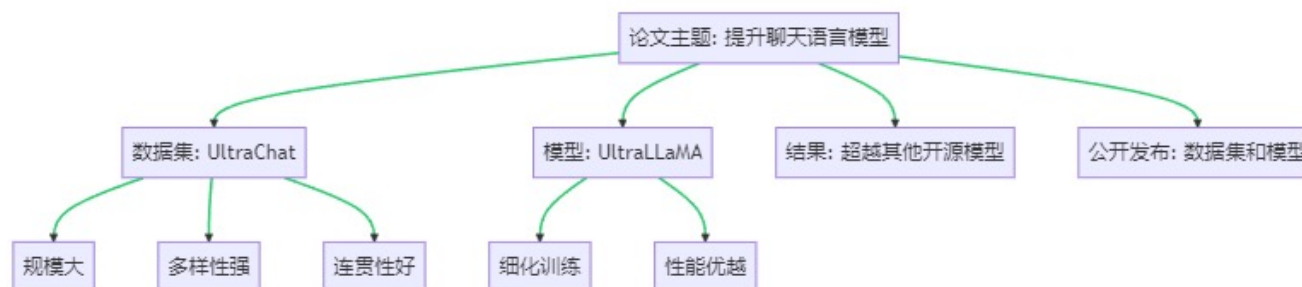 论文主题: 提升聊天语言模型
数据集: UltraChat
模型: UltraLLaMA
结果: 超越其他开源模型
公开发布: 数据集和模型
规模大
多样性强
连贯性好
细化训练
性能优越